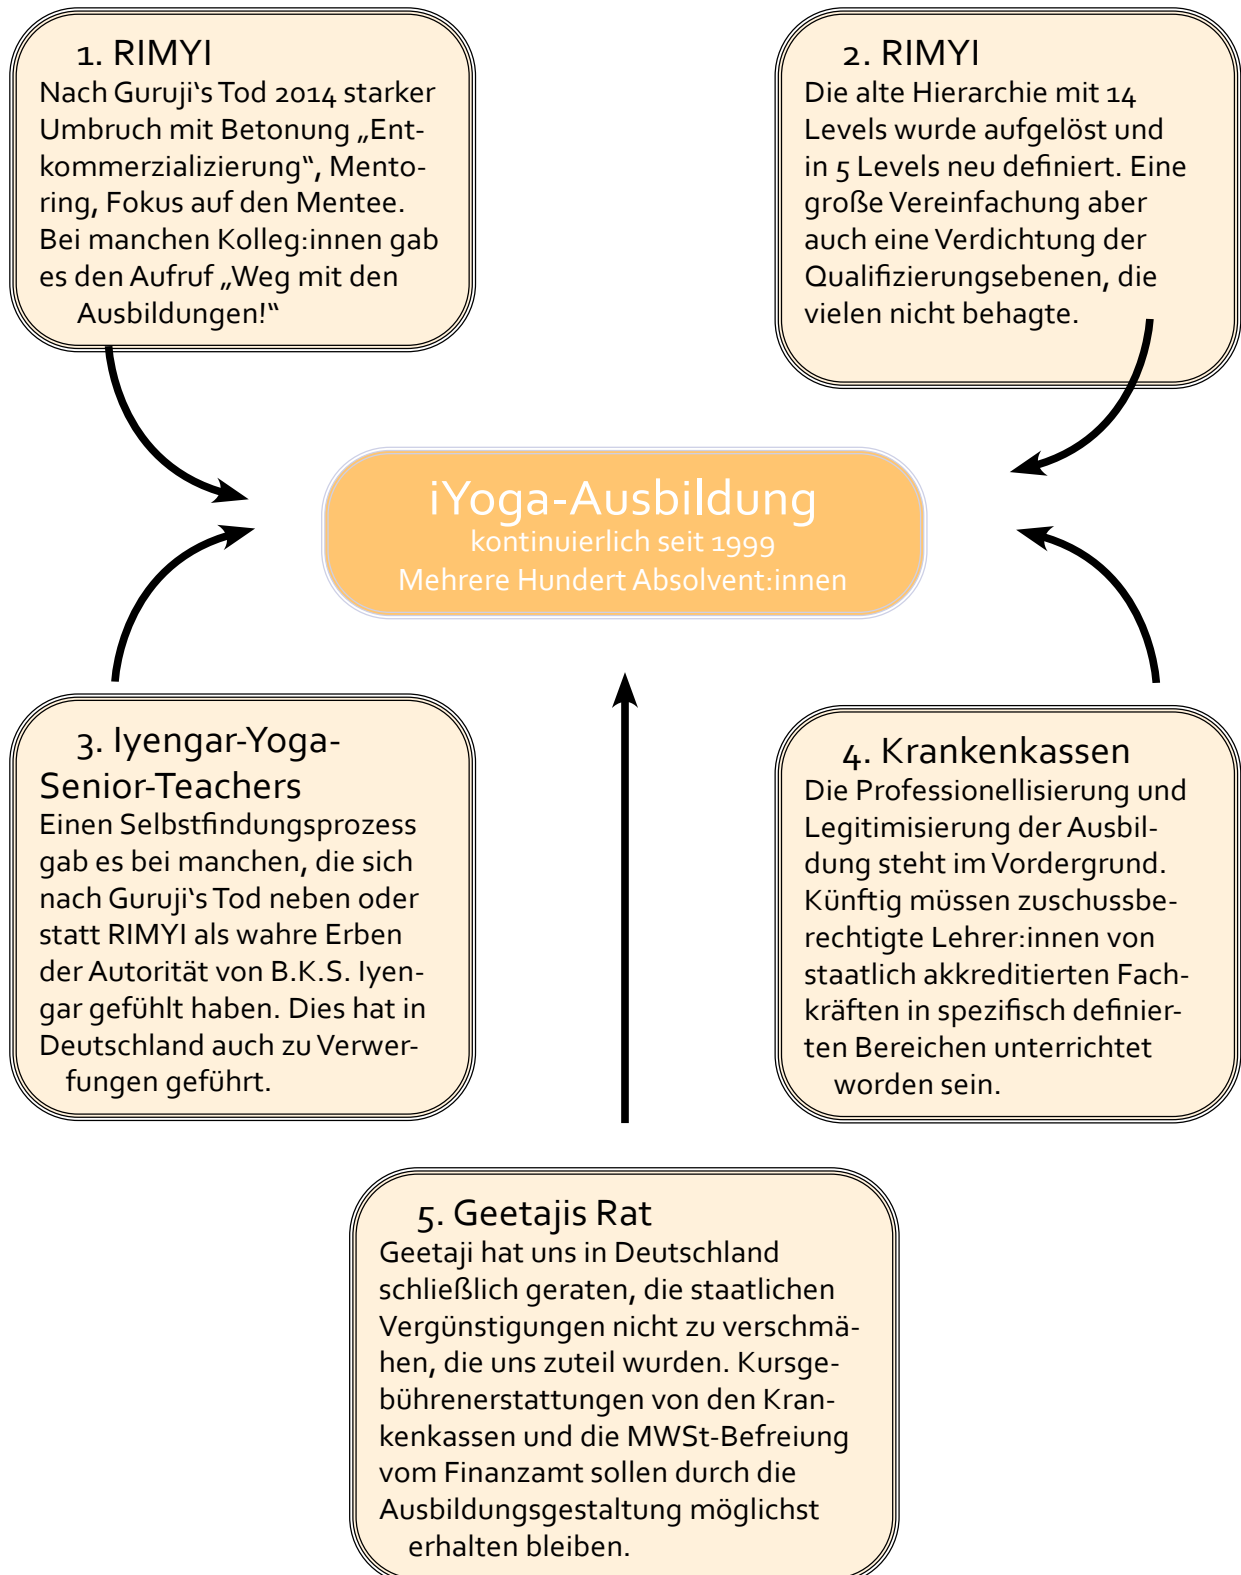 1. RIMYI
Nach Guruji‘s Tod 2014 starker
Umbruch mit Betonung „Ent-
kommerzializierung“, Mento-
ring, Fokus auf den Mentee.
Bei manchen Kolleg:innen gab
es den Aufruf „Weg mit den
Ausbildungen!“
2. RIMYI
Die alte Hierarchie mit 14
Levels wurde aufgelöst und
in 5 Levels neu definiert. Eine
große Vereinfachung aber
auch eine Verdichtung der
Qualifizierungsebenen, die
vielen nicht behagte.
iYoga-Ausbildung
kontinuierlich seit 1999
Mehrere Hundert Absolvent:innen
3. Iyengar-Yoga-
Senior-Teachers
Einen Selbstfindungsprozess
gab es bei manchen, die sich
nach Guruji‘s Tod neben oder
statt RIMYI als wahre Erben
der Autorität von B.K.S. Iyen-
gar gefühlt haben. Dies hat in
Deutschland auch zu Verwer-
fungen geführt.
4. Krankenkassen
Die Professionellisierung und
Legitimisierung der Ausbil-
dung steht im Vordergrund.
Künftig müssen zuschussbe-
rechtigte Lehrer:innen von
staatlich akkreditierten Fach-
kräften in spezifisch definier-
ten Bereichen unterrichtet
worden sein.
5. Geetajis Rat
Geetaji hat uns in Deutschland
schließlich geraten, die staatlichen
Vergünstigungen nicht zu verschmä-
hen, die uns zuteil wurden. Kursge-
bührenerstattungen von den Kran-
kenkassen und die MWSt-Befreiung
vom Finanzamt sollen durch die
Ausbildungsgestaltung möglichst
erhalten bleiben.